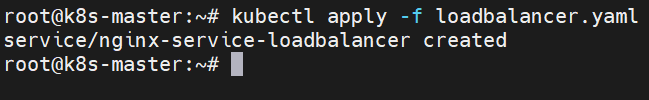 root@k8s-master:~# kubectl apply -f loadbalancer.yaml
service/nginx-service-loadbalancer created
root@k8s-master:~#